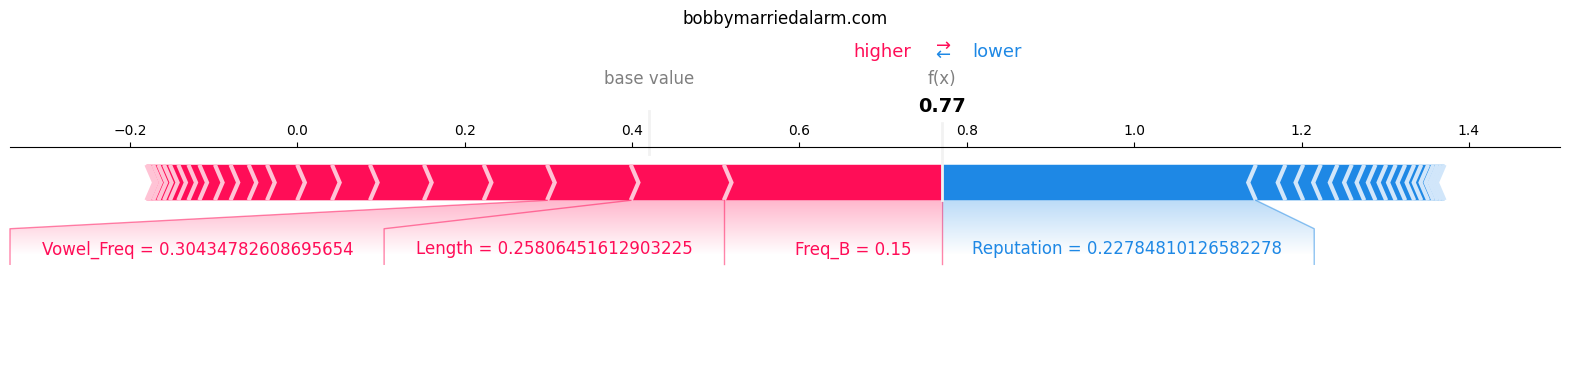 bobbymarriedalarm.com
higher → ← lower
base value f(x)
0.77
−0.2 0.0 0.2 0.4 0.6 0.8 1.0 1.2 1.4
Vowel_Freq = 0.30434782608695654 Length = 0.25806451612903225 Freq_B = 0.15 Reputation = 0.22784810126582278